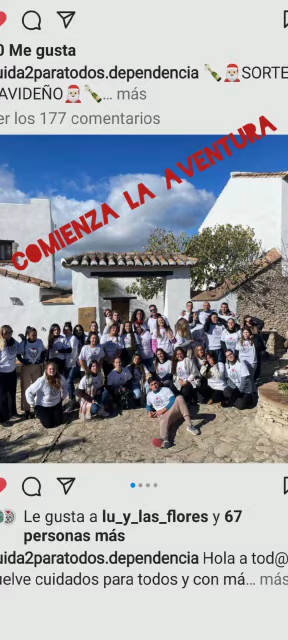 0 Me gusta
uida2paratodos.dependencia 🍾🎅SORTE
AVIDEÑO🎅🍾... más
er los 177 comentarios
COMIENZA LA AVENTURA
Le gusta a lu_y_las_flores y 67
personas más
uida2paratodos.dependencia Hola a tod@
uelve cuidados para todos y con má... más